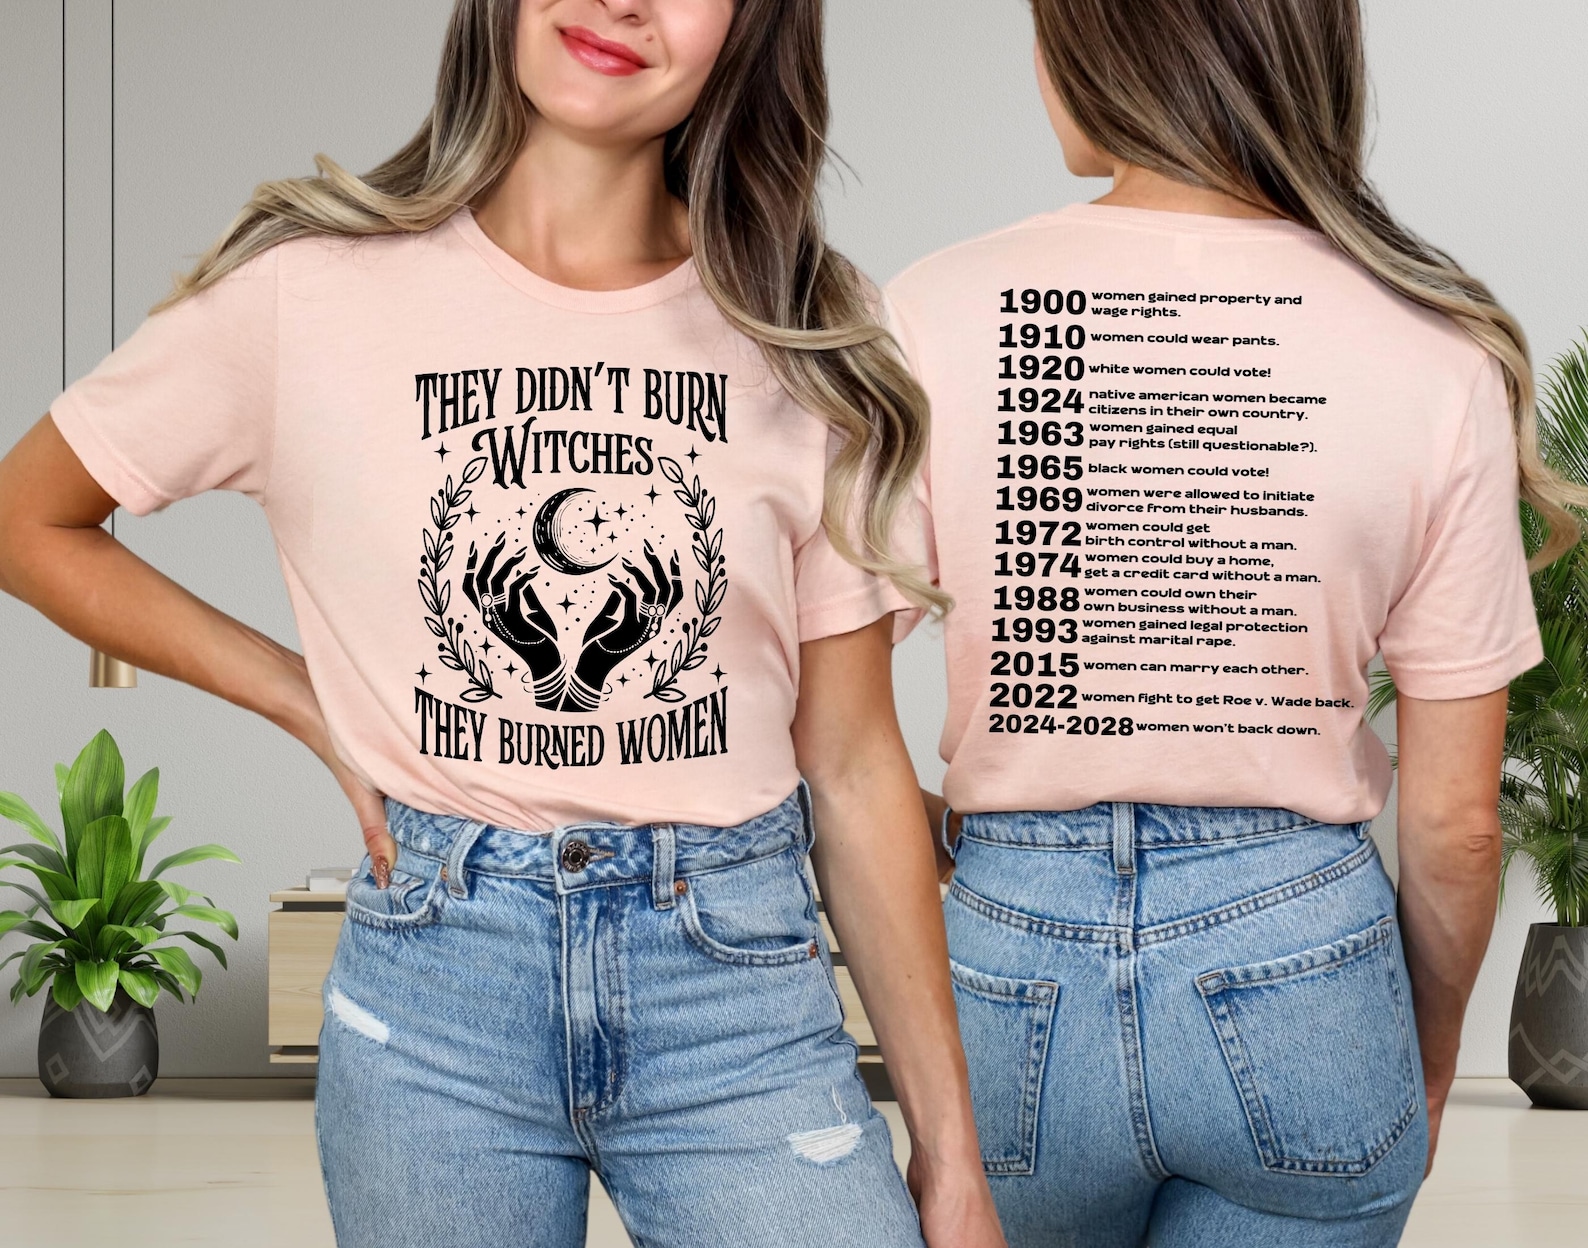 THEY DIDN'T BURN
WITCHES
THEY BURNED WOMEN
1900 women gained property and
wage rights.
1910 women could wear pants.
1920 white women could vote!
1924 native american women became
citizens in their own country.
1963 women gained equal
pay rights (still questionable?).
1965 black women could vote!
1969 women were allowed to initiate
divorce from their husbands.
1972 women could get
birth control without a man.
1974 women could buy a home,
get a credit card without a man.
1988 women could own their
own business without a man.
1993 women gained legal protection
against marital rape.
2015 women can marry each other.
2022 women fight to get Roe v. Wade back.
2024-2028 women won't back down.